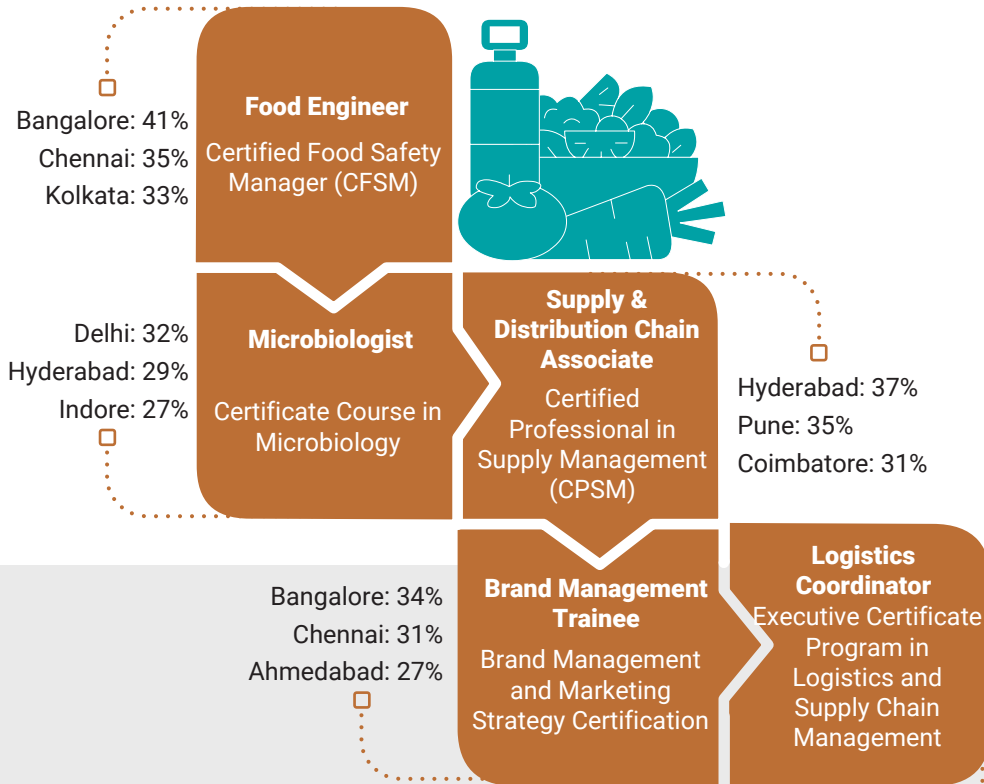 Food Engineer
Certified Food Safety
Manager (CFSM)
Bangalore: 41%
Chennai: 35%
Kolkata: 33%
Microbiologist
Certificate Course in
Microbiology
Delhi: 32%
Hyderabad: 29%
Indore: 27%
Supply &
Distribution Chain
Associate
Certified
Professional in
Supply Management
(CPSM)
Hyderabad: 37%
Pune: 35%
Coimbatore: 31%
Brand Management
Trainee
Brand Management
and Marketing
Strategy Certification
Bangalore: 34%
Chennai: 31%
Ahmedabad: 27%
Logistics
Coordinator
Executive Certificate
Program in
Logistics and
Supply Chain
Management